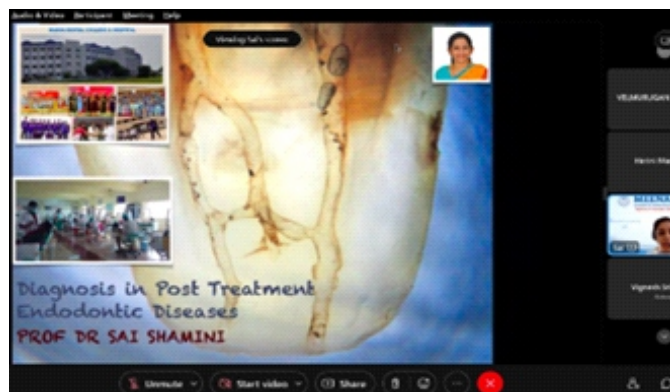 Audio & Video Participant Meeting Help
Viewing Sai's screen
VELMURUGAN
Diagnosis in Post Treatment
Endodontic Diseases
PROF DR SAI SHAMINI
Unmute
Start video
Share